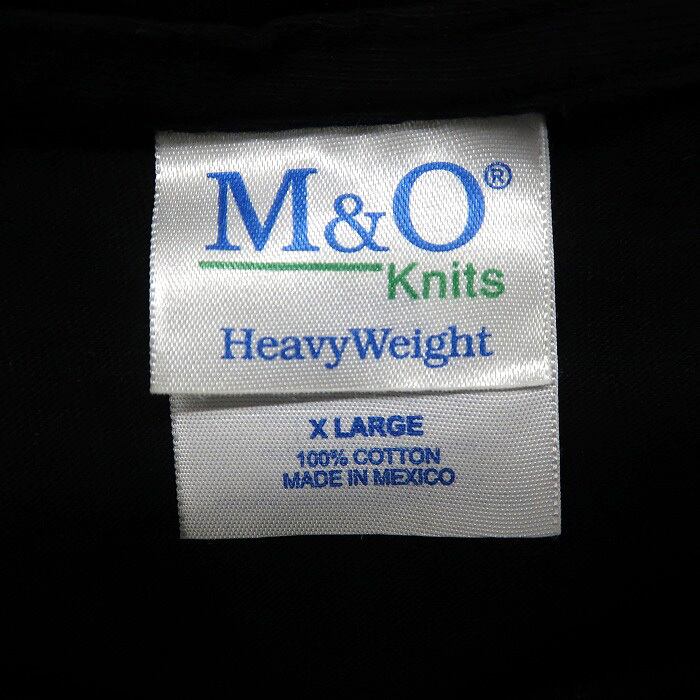 M&O®
Knits
HeavyWeight
X LARGE
100% COTTON
MADE IN MEXICO